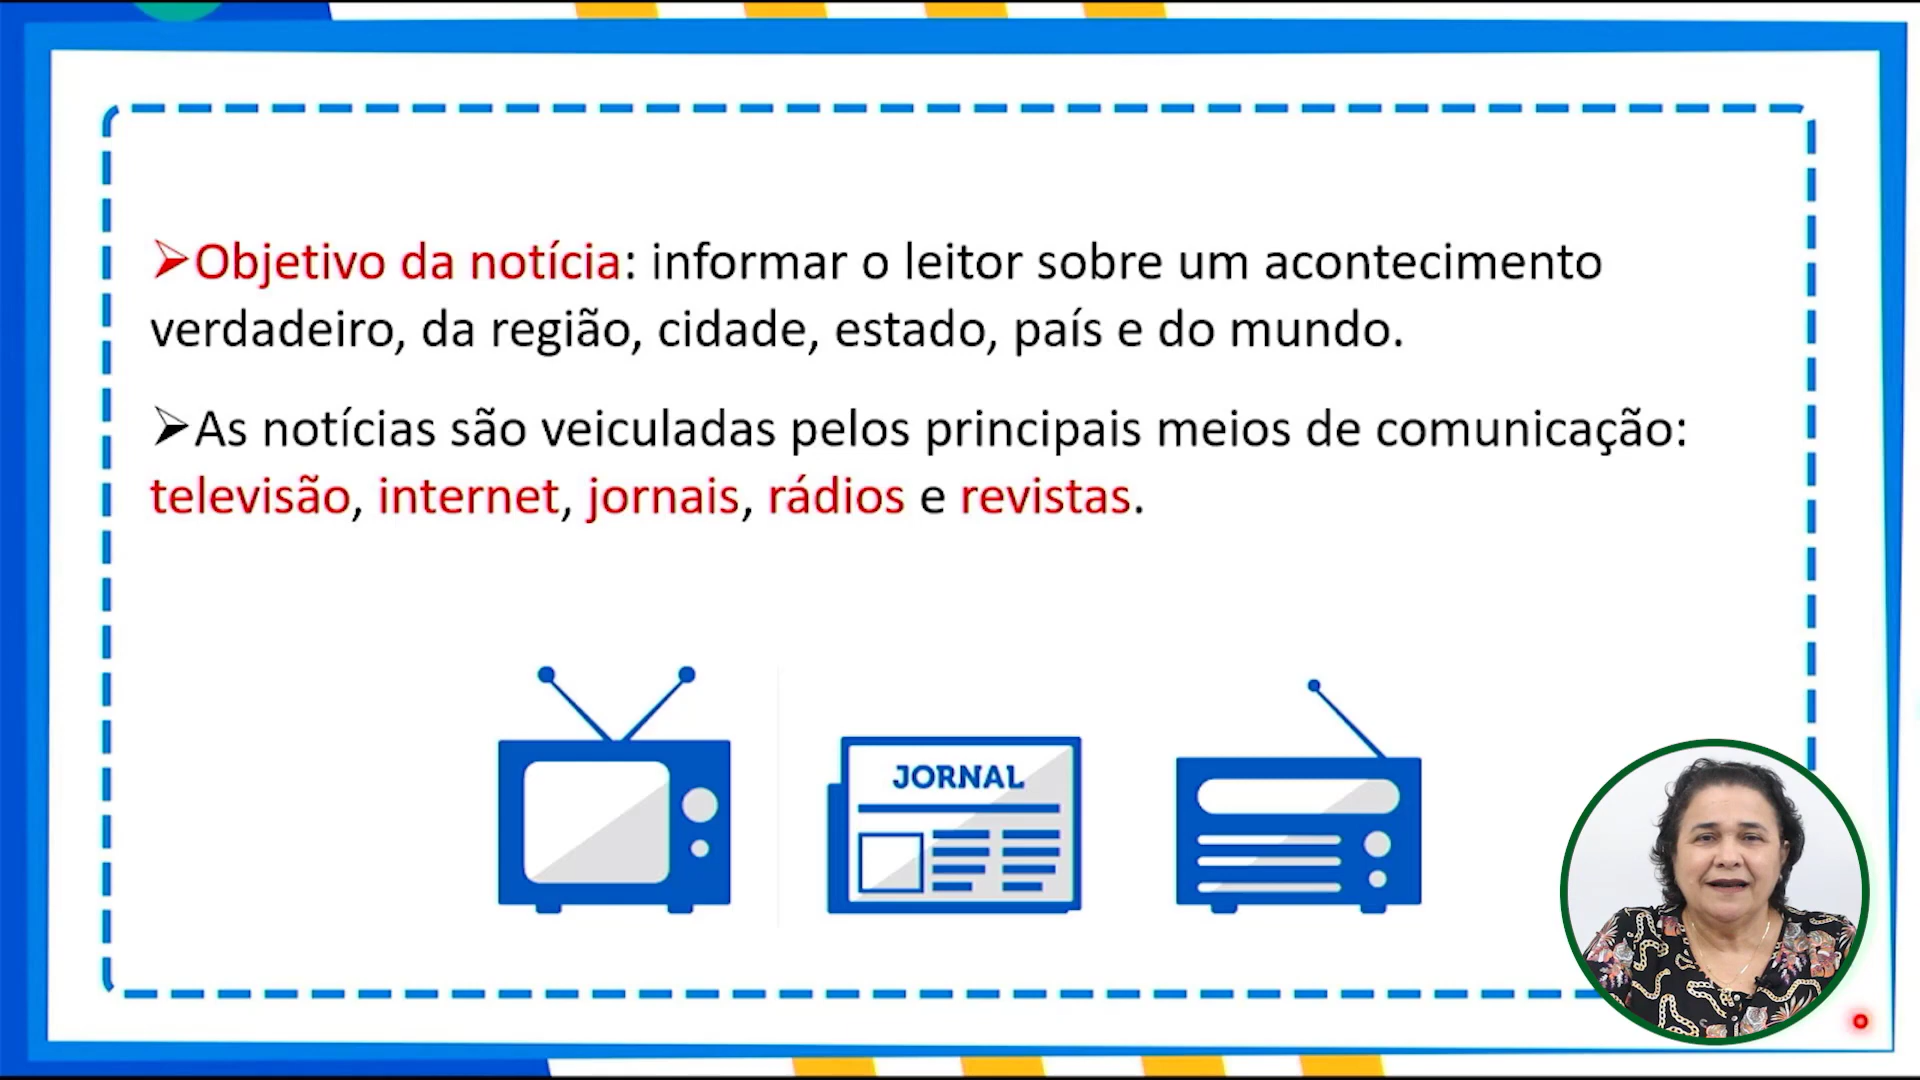 ➢Objetivo da notícia: informar o leitor sobre um acontecimento
verdadeiro, da região, cidade, estado, país e do mundo.
➢As notícias são veiculadas pelos principais meios de comunicação:
televisão, internet, jornais, rádios e revistas.
JORNAL